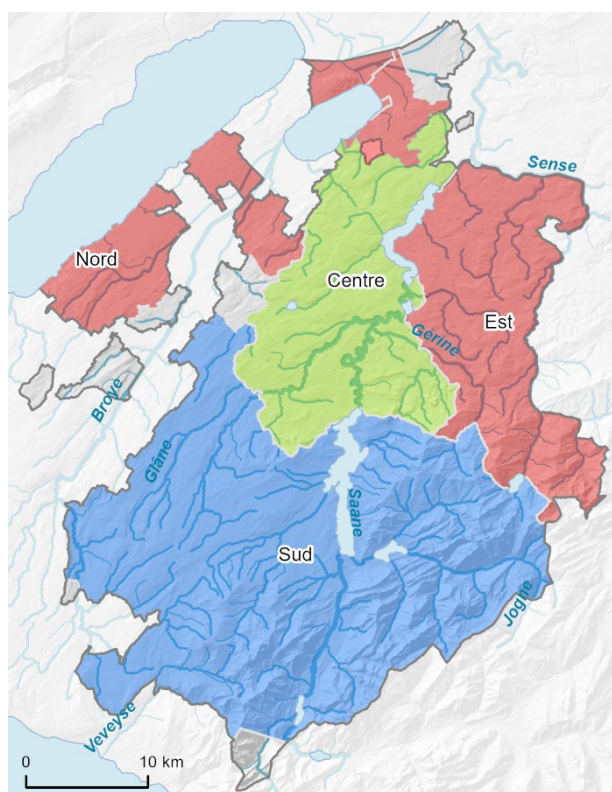 Sense
Nord
Centre
Est
Gérine
Broye
Glâne
Saane
Sud
Jogne
Veveyse
0 10 km